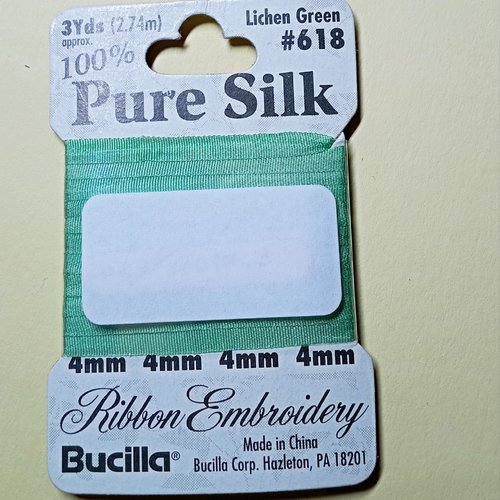 3Yds (2.74m)
approx.
Lichen Green
#618
100%
Pure Silk
4mm 4mm 4mm 4mm
Ribbon Embroidery
Made in China
Bucilla® Bucilla Corp. Hazleton, PA 18201